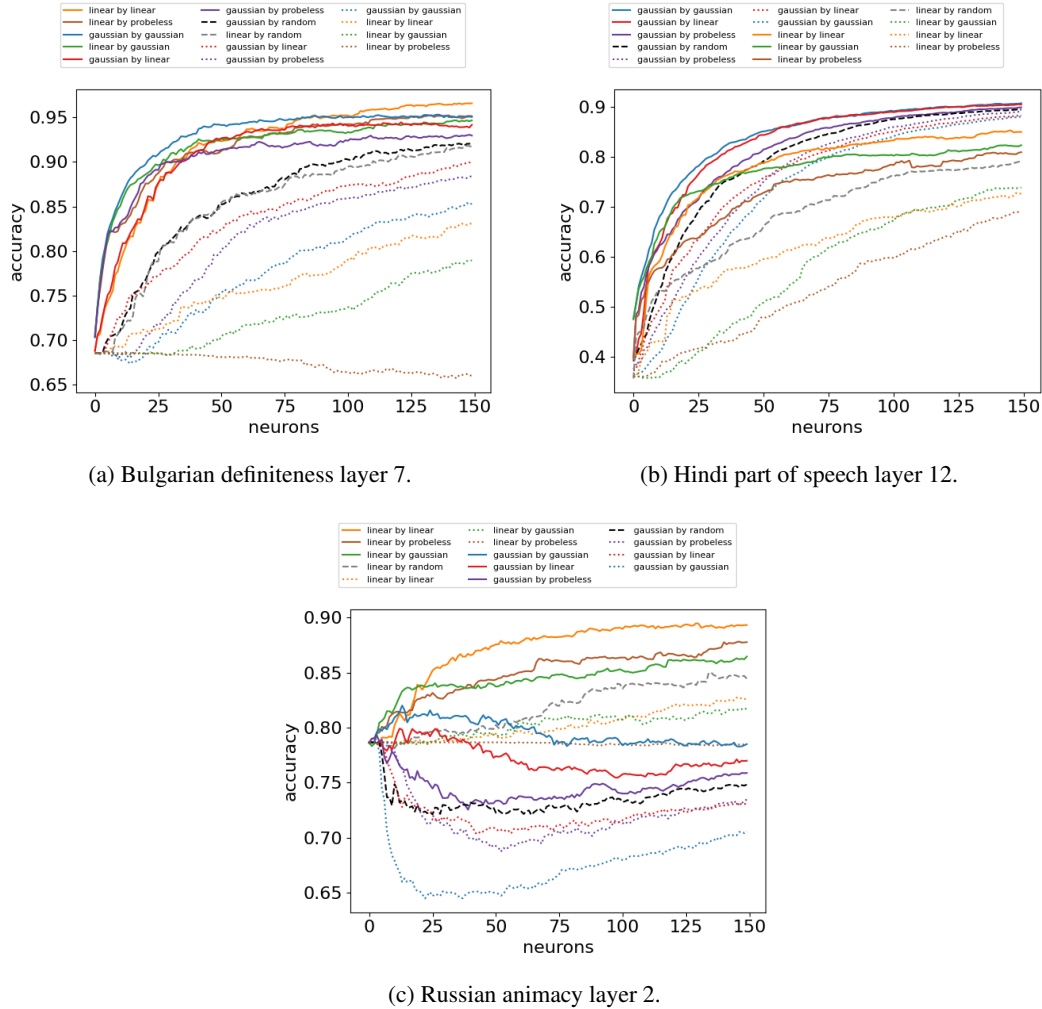 linear by linear
linear by probeless
gaussian by gaussian
linear by gaussian
gaussian by linear
gaussian by probeless
gaussian by random
linear by random
gaussian by linear
gaussian by probeless
gaussian by gaussian
linear by linear
linear by gaussian
linear by probeless
0.95
0.90
0.85
0.80
0.75
0.70
0.65
accuracy
0 25 50 75 100 125 150
neurons
(a) Bulgarian definiteness layer 7.
gaussian by gaussian
gaussian by linear
gaussian by probeless
gaussian by random
gaussian by probeless
gaussian by linear
gaussian by gaussian
linear by linear
linear by gaussian
linear by probeless
linear by random
linear by gaussian
linear by linear
linear by probeless
0.9
0.8
0.7
0.6
0.5
0.4
accuracy
0 25 50 75 100 125 150
neurons
(b) Hindi part of speech layer 12.
linear by linear
linear by probeless
linear by gaussian
linear by random
linear by linear
linear by gaussian
linear by probeless
gaussian by gaussian
gaussian by linear
gaussian by probeless
gaussian by random
gaussian by probeless
gaussian by linear
gaussian by gaussian
0.90
0.85
0.80
0.75
0.70
0.65
accuracy
0 25 50 75 100 125 150
neurons
(c) Russian animacy layer 2.